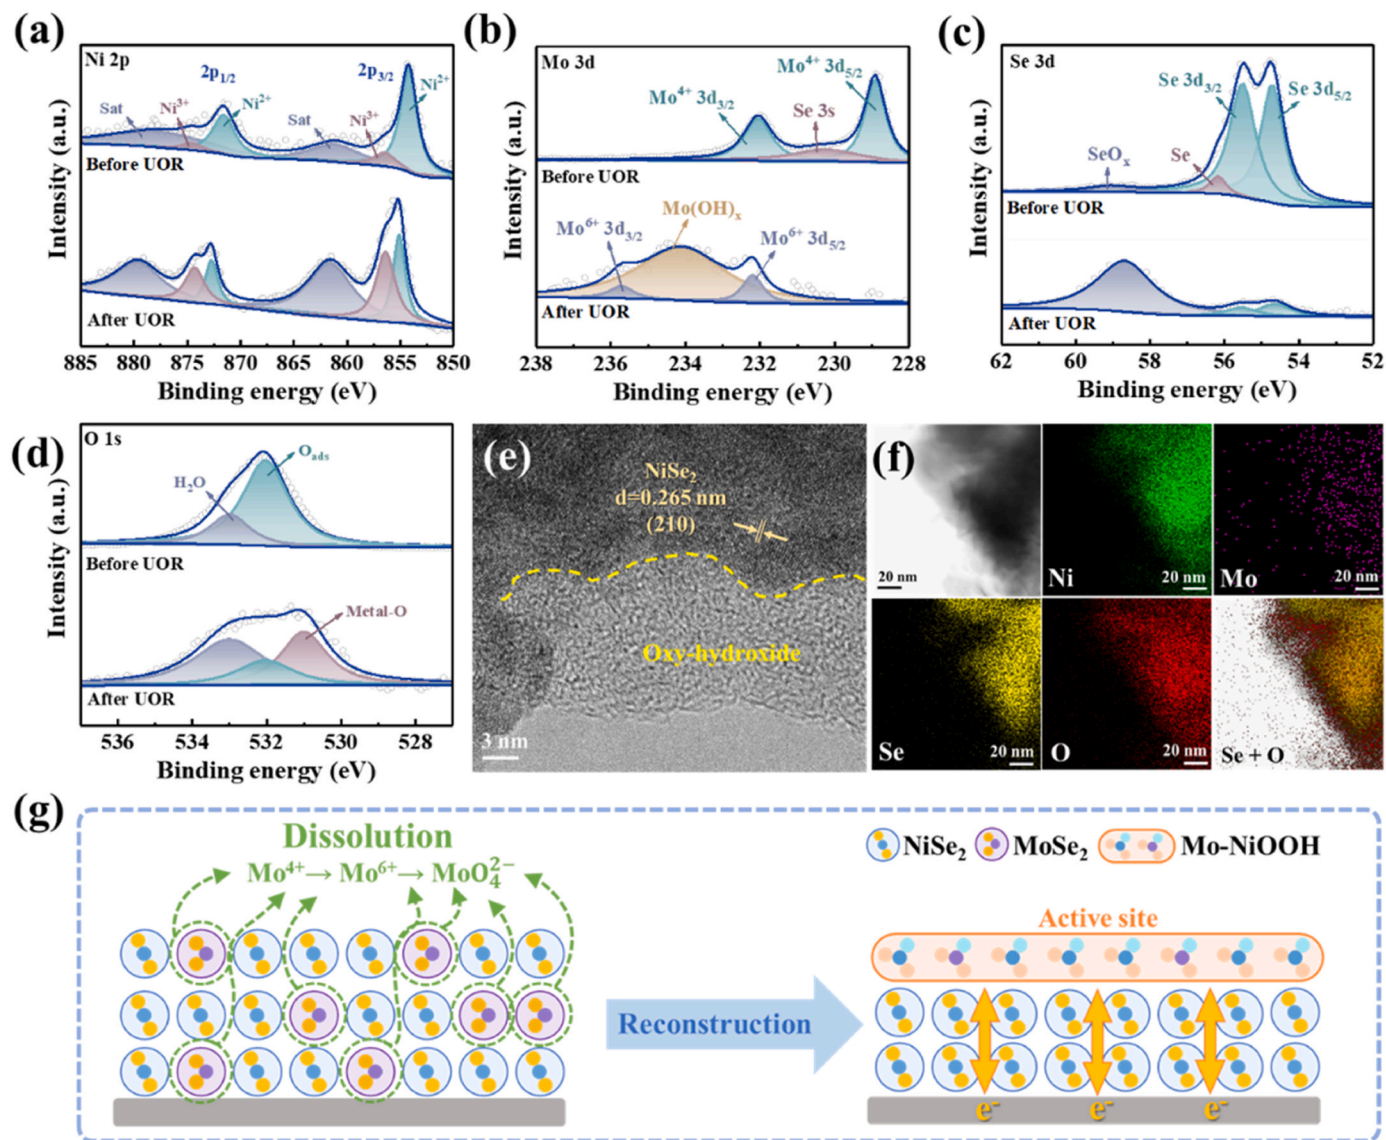 (a)
Ni 2p
2p1/2
2p3/2
Ni2+
Sat
Ni3+
Ni2+
Sat
Ni3+
Before UOR
After UOR
Intensity (a.u.)
885 880 875 870 865 860 855 850
Binding energy (eV)
(b)
Mo 3d
Mo4+ 3d5/2
Mo4+ 3d3/2
Se 3s
Before UOR
Mo(OH)x
Mo6+ 3d3/2
Mo6+ 3d5/2
After UOR
Intensity (a.u.)
238 236 234 232 230 228
Binding energy (eV)
(c)
Se 3d
Se 3d3/2
Se 3d5/2
SeOx
Se
Before UOR
After UOR
Intensity (a.u.)
62 60 58 56 54 52
Binding energy (eV)
(d)
O 1s
Oads
H2O
Before UOR
Metal-O
After UOR
Intensity (a.u.)
536 534 532 530 528
Binding energy (eV)
(e)
NiSe2
d=0.265 nm
(210)
Oxy-hydroxide
3 nm
(f)
20 nm
Ni
20 nm
Mo
20 nm
Se
20 nm
O
20 nm
Se + O
(g)
Dissolution
Mo4+→ Mo6+→ MoO42−
NiSe2
MoSe2
Mo-NiOOH
Active site
Reconstruction
e-
e-
e-